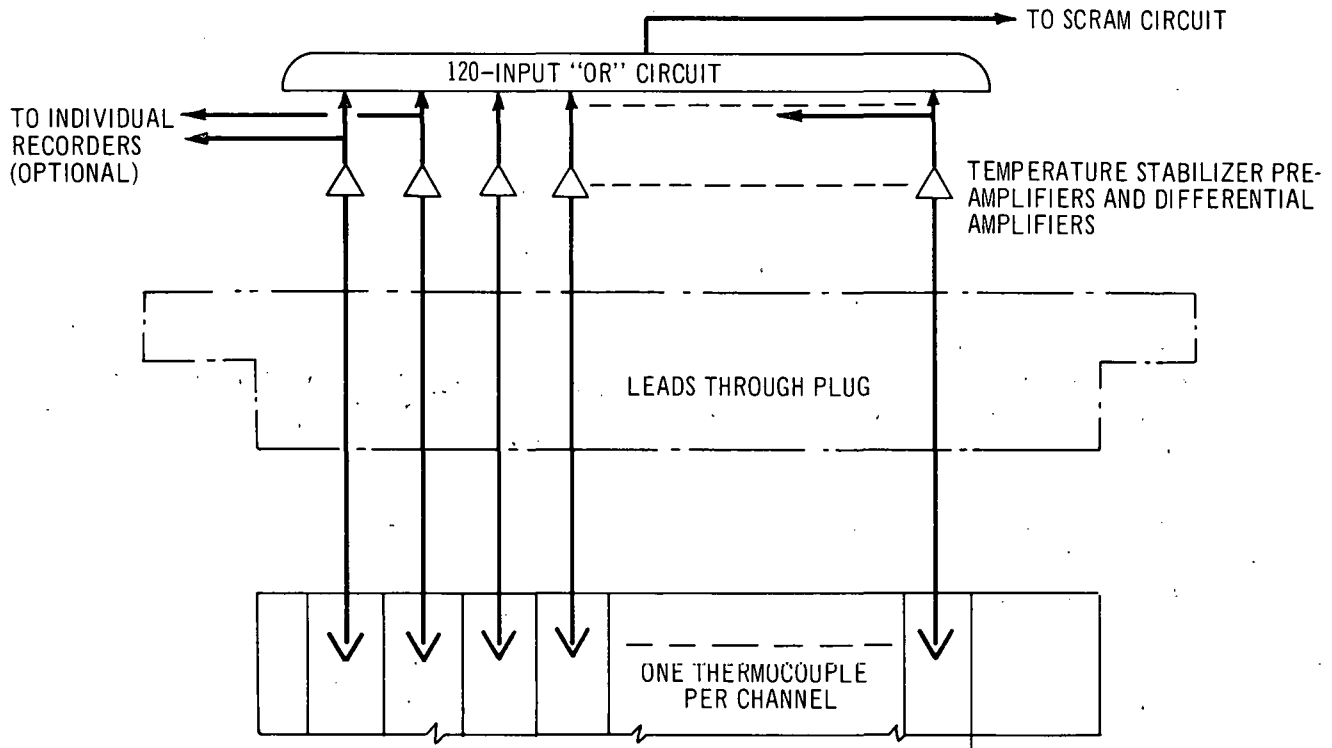 TO SCRAM CIRCUIT
120-INPUT "OR" CIRCUIT
TO INDIVIDUAL
RECORDERS
(OPTIONAL)
TEMPERATURE STABILIZER PRE-
AMPLIFIERS AND DIFFERENTIAL
AMPLIFIERS
LEADS THROUGH PLUG
ONE THERMOCOUPLE
PER CHANNEL